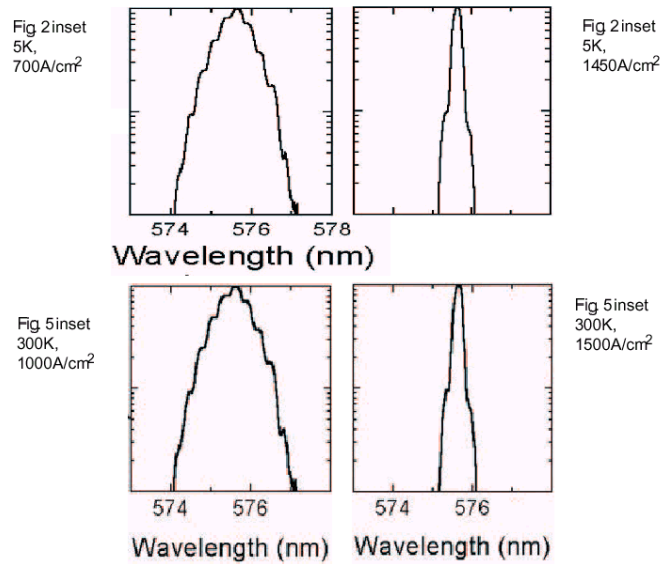 Fig. 2 inset
5K,
700A/cm²
Fig. 2 inset
5K,
1450A/cm²
574 576 578
Wavelength (nm)
Fig. 5 inset
300K,
1000A/cm²
Fig. 5 inset
300K,
1500A/cm²
574 576
574 576
Wavelength (nm)
Wavelength (nm)